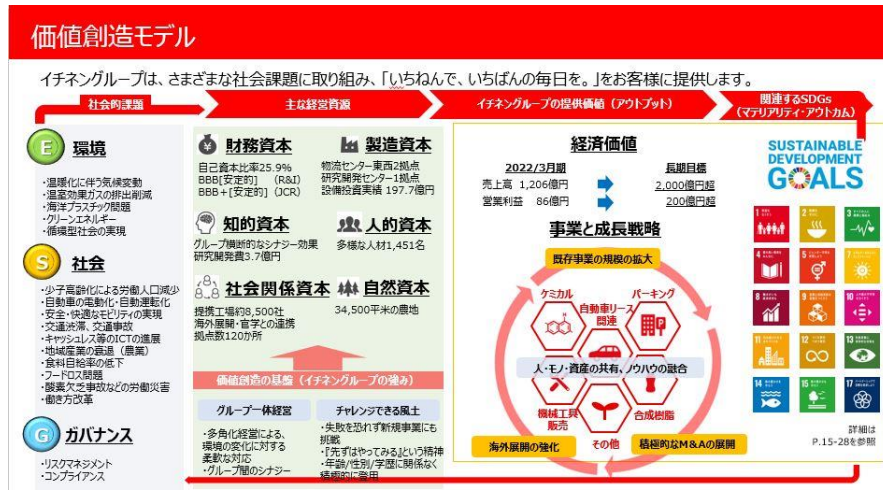 価値創造モデル
イチネングループは、さまざまな社会課題に取り組み、「いちねんで、いちばんの毎日を。」をお客様に提供します。
社会的課題
主な経営資源
イチネングループの提供価値（アウトプット）
関連するSDGs
（マテリアリティ・アウトカム）
E
環境
・温暖化に伴う気候変動
・温室効果ガスの排出削減
・海洋プラスチック問題
・クリーンエネルギー
・循環型社会の実現
S
社会
・少子高齢化による労働人口減少
・自動車の電動化・自動運転化
・安全・快適なモビリティの実現
・交通渋滞、交通事故
・キャッシュレス等のICTの進展
・地域産業の衰退（農業）
・食料自給率の低下
・フードロス問題
・酸素欠乏事故などの労働災害
・働き方改革
G
ガバナンス
・リスクマネジメント
・コンプライアンス
財務資本
自己資本比率25.9%
BBB[安定的] （R&I）
BBB+[安定的]（JCR）
製造資本
物流センター東西2拠点
研究開発センター1拠点
設備投資実績 197.7億円
知的資本
グループ横断的なシナジー効果
研究開発費3.7億円
人的資本
多様な人材1,451名
社会関係資本
提携工場約8,500社
海外展開・官学との連携
拠点数120か所
自然資本
34,500平米の農地
価値創造の基盤（イチネングループの強み）
グループ一体経営
・多角化経営による、
環境の変化に対する
柔軟な対応
・グループ間のシナジー
チャレンジできる風土
・失敗を恐れず新規事業にも
挑戦
・『先ずはやってみる』という精神
・年齢/性別/学歴に関係なく
積極的に登用
経済価値
2022/3月期
長期目標
売上高 1,206億円
2,000億円超
営業利益 86億円
200億円超
事業と成長戦略
既存事業の規模の拡大
ケミカル
自動車リース
関連
パーキング
人・モノ・資産の共有、ノウハウの融合
機械工具
販売
その他
合成樹脂
海外展開の強化
積極的なM&Aの展開
SUSTAINABLE
DEVELOPMENT
GOALS
1
2
3
4
5
7
8
9
10
11
12
13
14
15
17
詳細は
P.15-28を参照